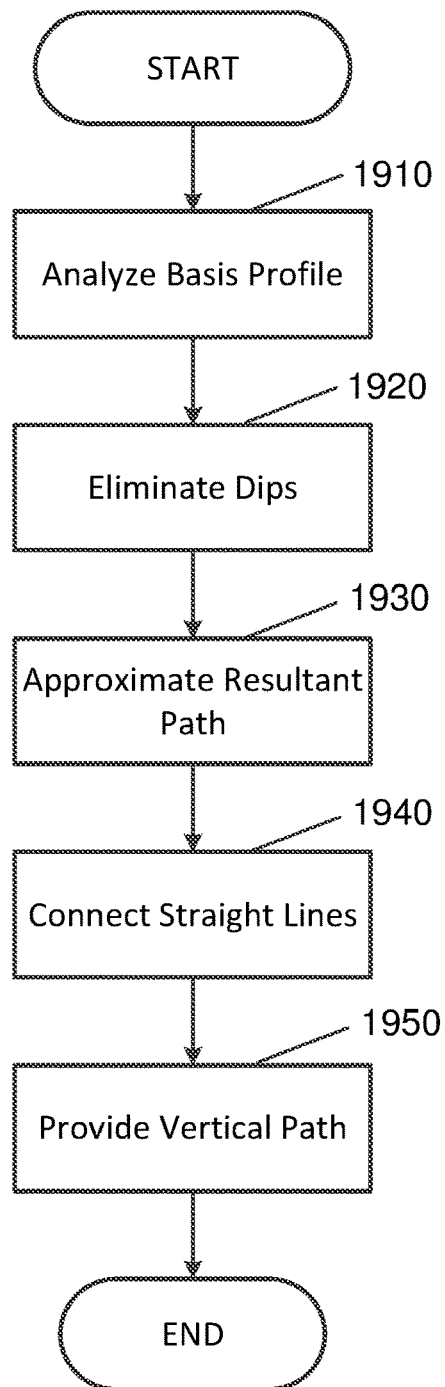 START
1910
Analyze Basis Profile
1920
Eliminate Dips
1930
Approximate Resultant
Path
1940
Connect Straight Lines
1950
Provide Vertical Path
END